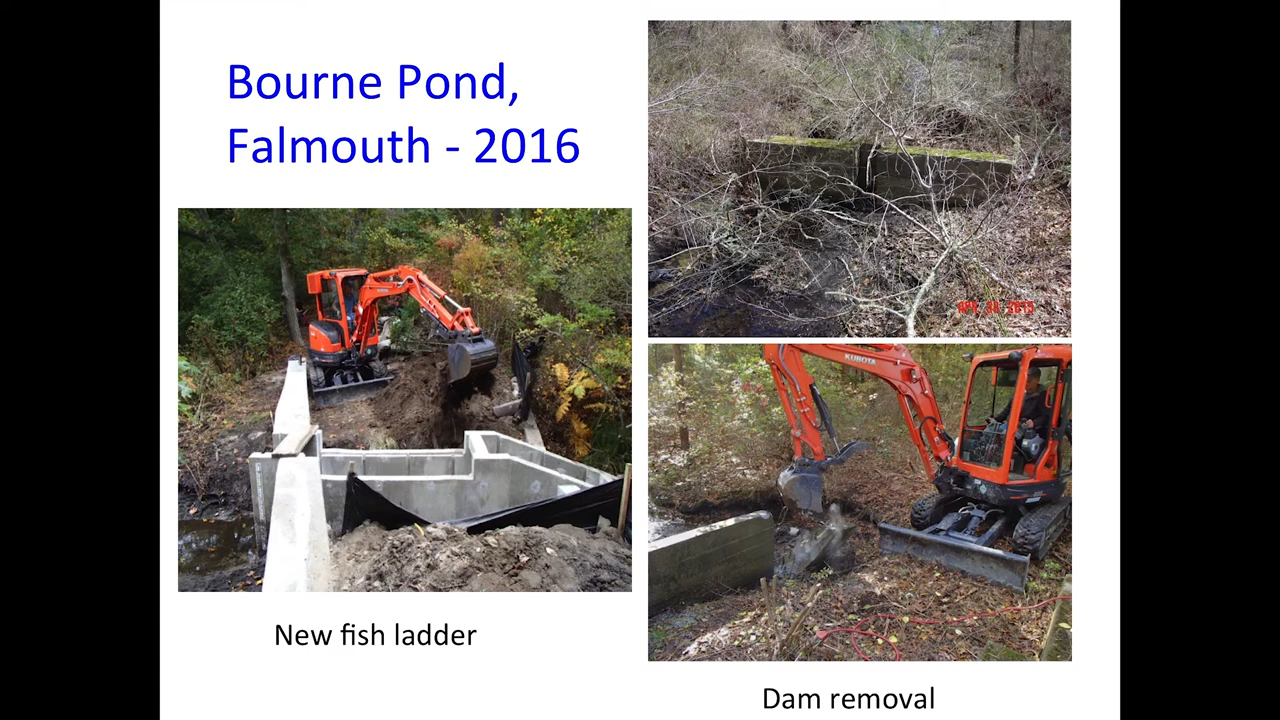 Bourne Pond,
Falmouth - 2016
KUBOTA
New fish ladder
Dam removal